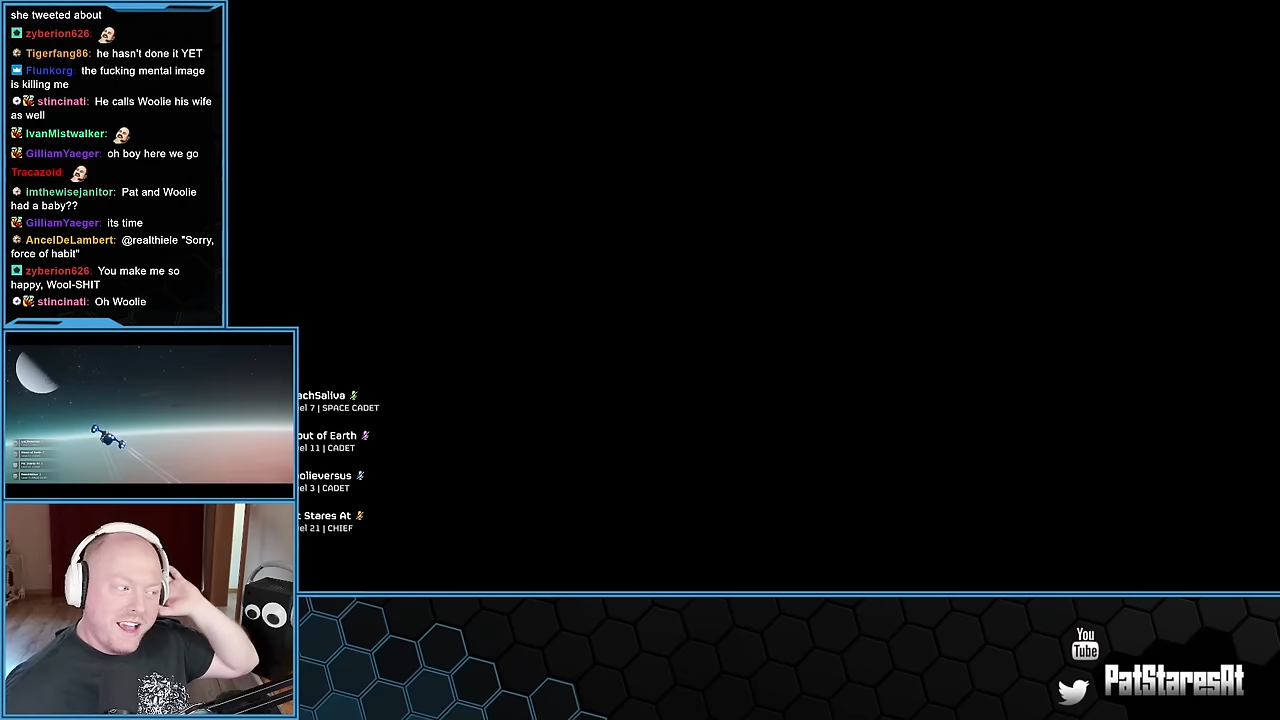 she tweeted about
zyberion626:
Tigerfang86: he hasn't done it YET
Flunkorg: the fucking mental image
is killing me
stincinati: He calls Woolie his wife
as well
IvanMistwalker:
GilliamYaeger: oh boy here we go
Tracazoid:
imthewisejanitor: Pat and Woolie
had a baby??
GilliamYaeger: its time
AncelDeLambert: @realthiele "Sorry,
force of habit"
zyberion626: You make me so
happy, Wool-SHIT
stincinati: Oh Woolie
achSaliva
el 7 | SPACE CADET
out of Earth
el 11 | CADET
olieversus
el 3 | CADET
t Stares At
el 21 | CHIEF
You
Tube
PatStaresAt